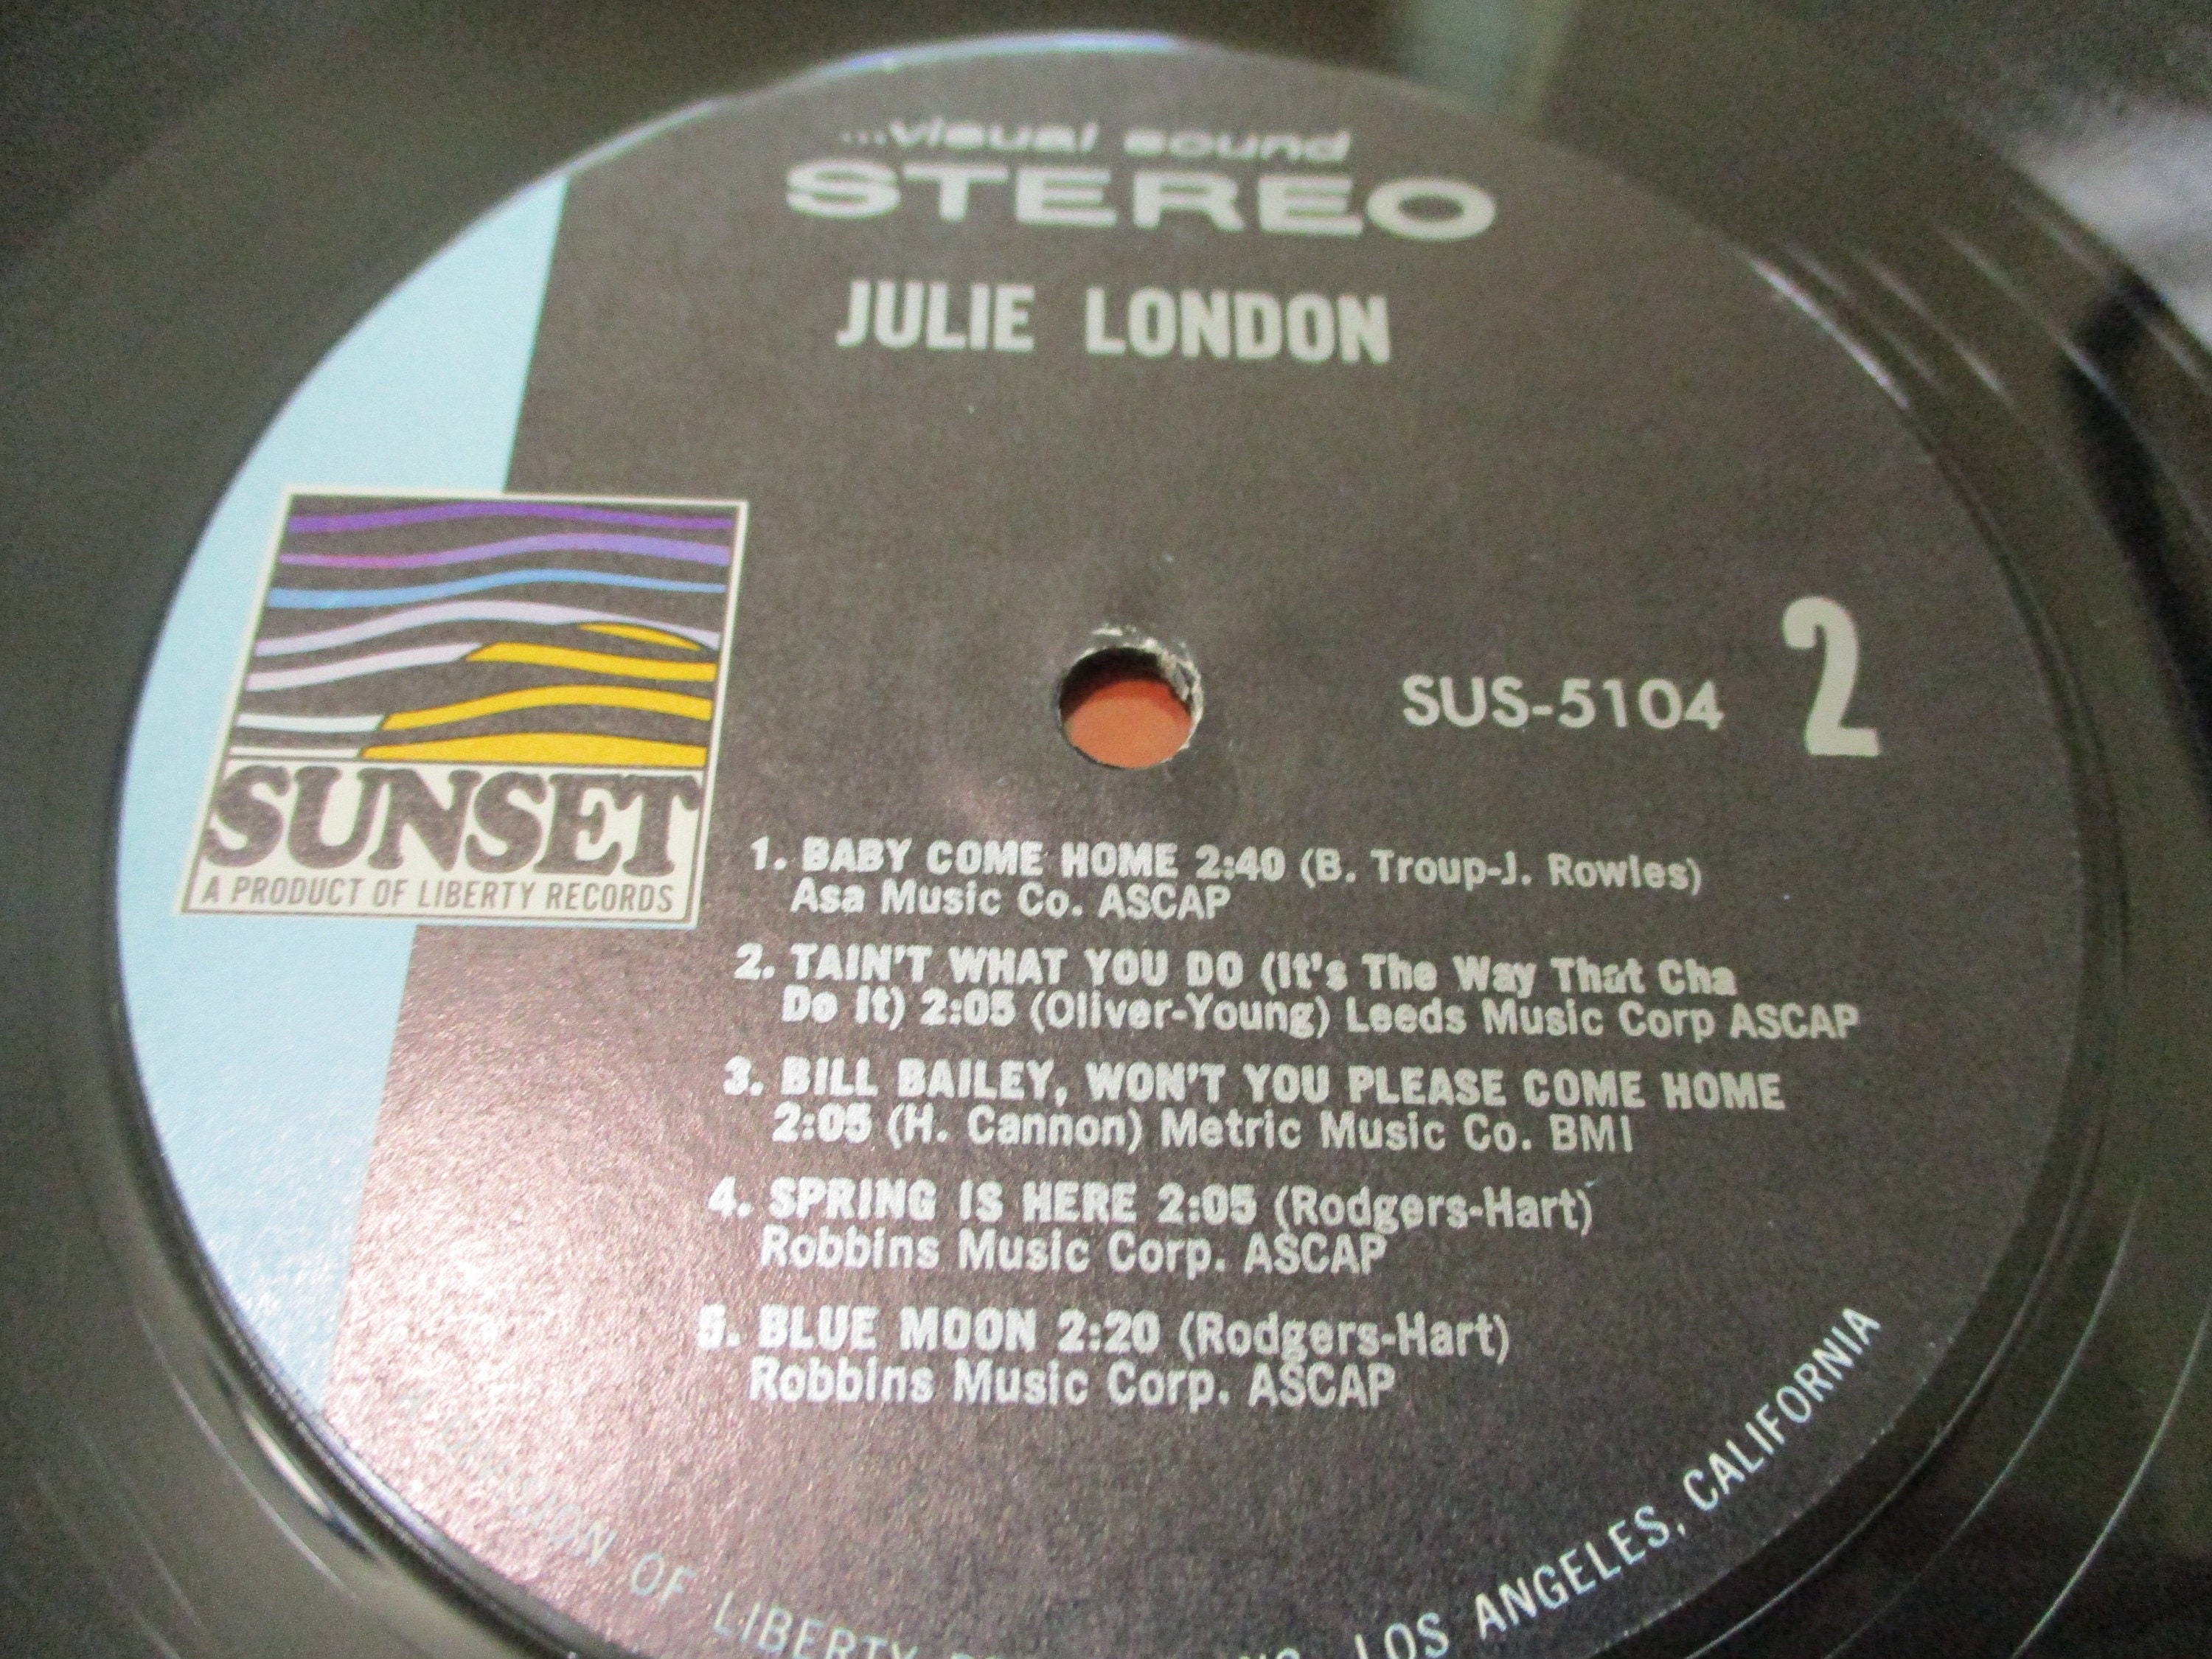 ...visual sound
STEREO
JULIE LONDON
SUNSET
A PRODUCT OF LIBERTY RECORDS
SUS-5104 2
1. BABY COME HOME 2:40 (B. Troup-J. Rowles)
Asa Music Co. ASCAP
2. TAIN'T WHAT YOU DO (It's The Way That Cha
Do It) 2:05 (Oliver-Young) Leeds Music Corp ASCAP
3. BILL BAILEY, WON'T YOU PLEASE COME HOME
2:05 (H. Cannon) Metric Music Co. BMI
4. SPRING IS HERE 2:05 (Rodgers-Hart)
Robbins Music Corp. ASCAP
5. BLUE MOON 2:20 (Rodgers-Hart)
Robbins Music Corp. ASCAP
DIVISION OF LIBERTY LOS ANGELES, CALIFORNIA